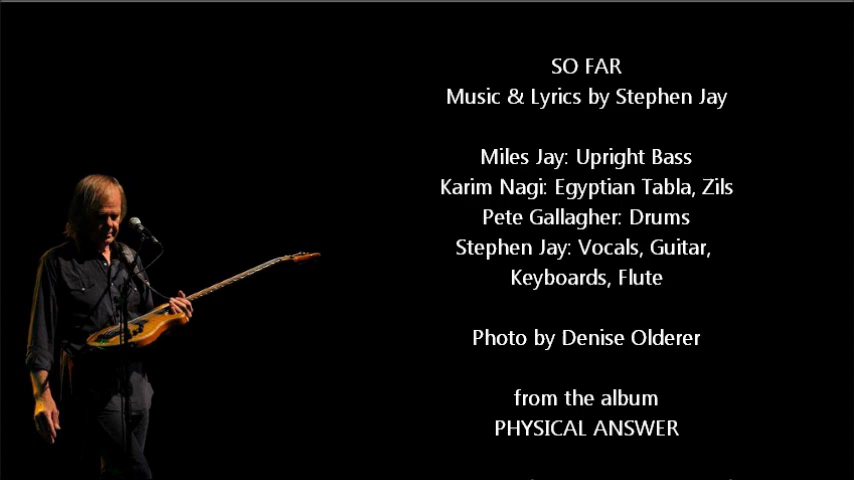 SO FAR
Music & Lyrics by Stephen Jay
Miles Jay: Upright Bass
Karim Nagi: Egyptian Tabla, Zils
Pete Gallagher: Drums
Stephen Jay: Vocals, Guitar,
Keyboards, Flute
Photo by Denise Olderer
from the album
PHYSICAL ANSWER